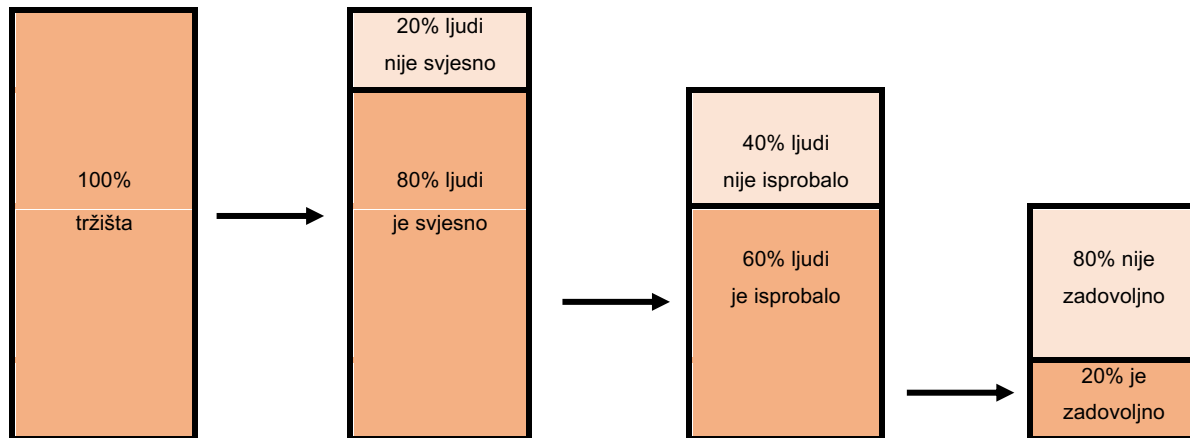 100%
tržišta
20% ljudi
nije svjesno
80% ljudi
je svjesno
40% ljudi
nije isprobalo
60% ljudi
je isprobalo
80% nije
zadovoljno
20% je
zadovoljno